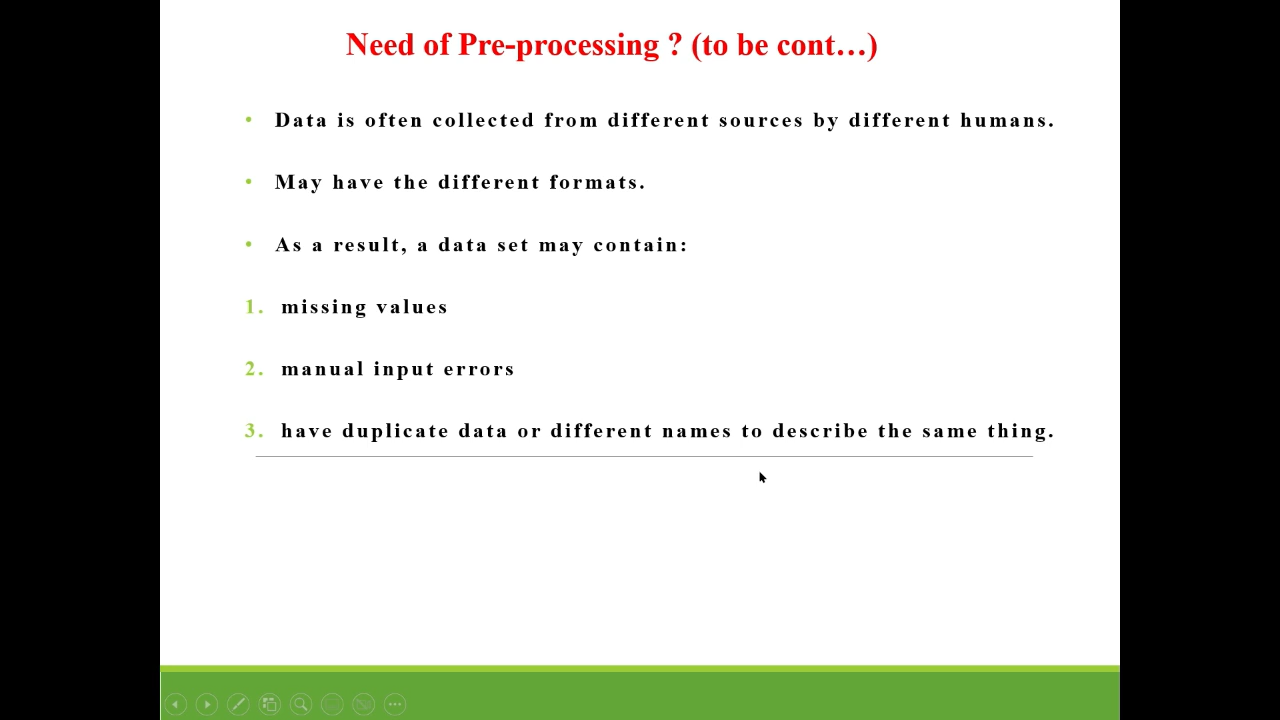 Need of Pre-processing ? (to be cont...)
• Data is often collected from different sources by different humans.
• May have the different formats.
• As a result, a data set may contain:
1. missing values
2. manual input errors
3. have duplicate data or different names to describe the same thing.